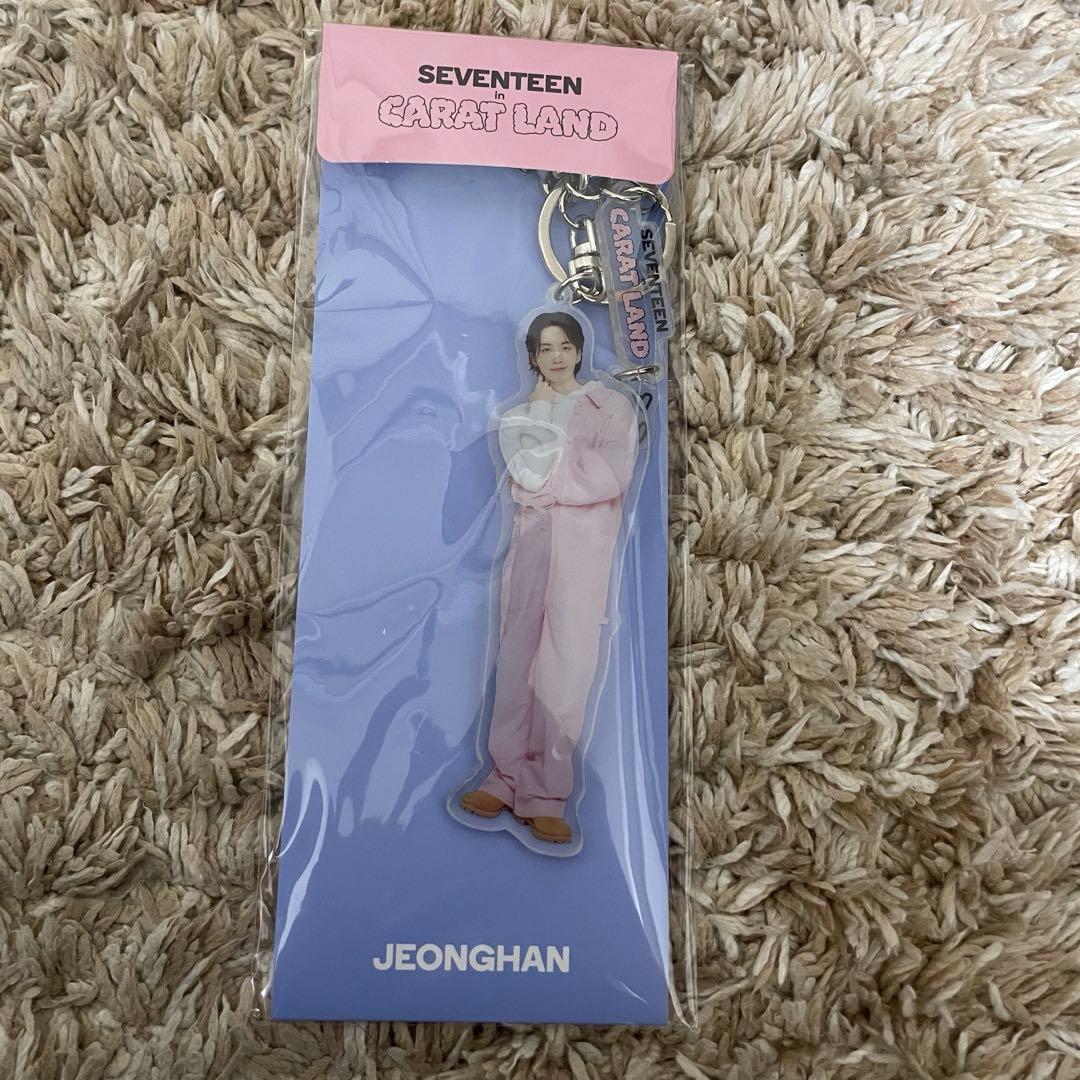 SEVENTEEN
in
CARAT LAND
SEVENTEEN
CARAT LAND
JEONGHAN